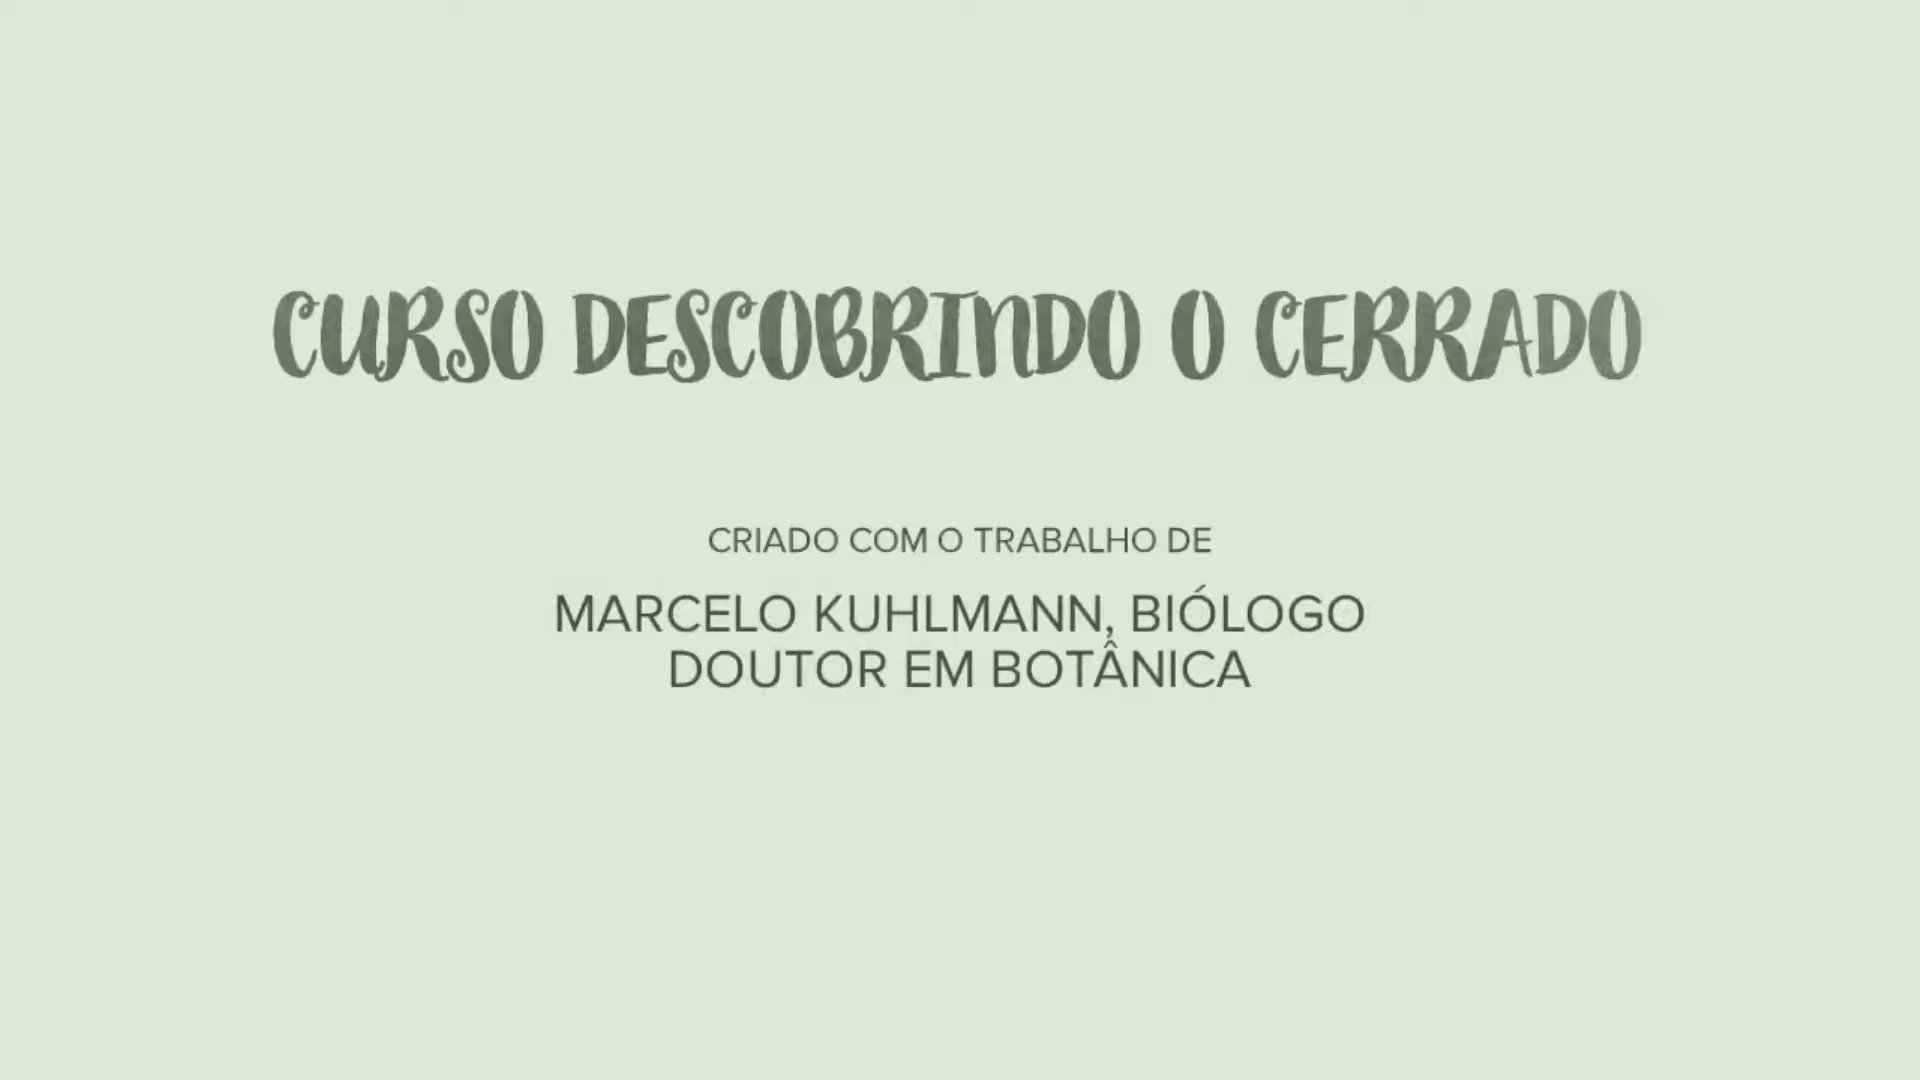 CURSO DESCOBRINDO O CERRADO
CRIADO COM O TRABALHO DE
MARCELO KUHLMANN, BIÓLOGO
DOUTOR EM BOTÂNICA